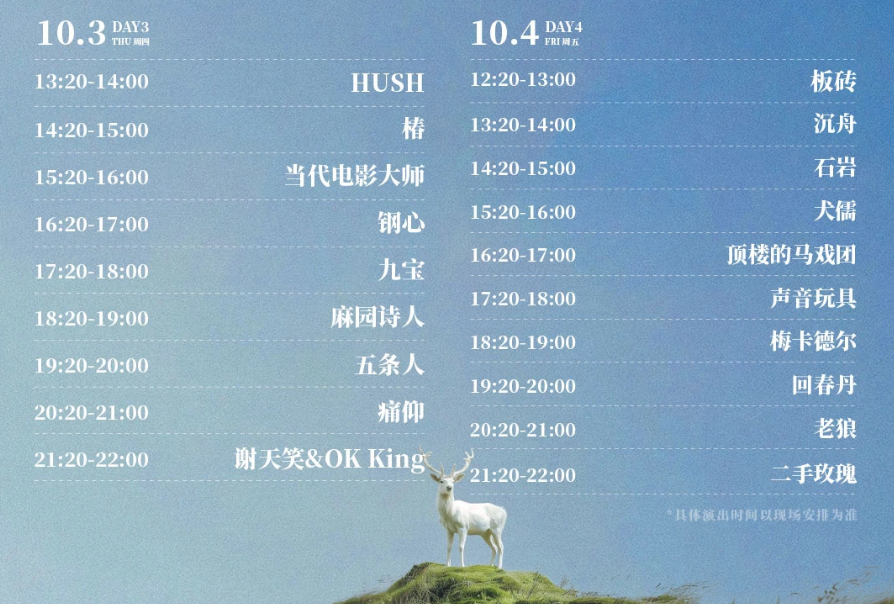 10.3 DAY3
THU 周四
13:20-14:00 HUSH
14:20-15:00 椿
15:20-16:00 当代电影大师
16:20-17:00 钢心
17:20-18:00 九宝
18:20-19:00 麻园诗人
19:20-20:00 五条人
20:20-21:00 痛仰
21:20-22:00 谢天笑&OK King
10.4 DAY4
FRI 周五
12:20-13:00 板砖
13:20-14:00 沉舟
14:20-15:00 石岩
15:20-16:00 犬儒
16:20-17:00 顶楼的马戏团
17:20-18:00 声音玩具
18:20-19:00 梅卡德尔
19:20-20:00 回春丹
20:20-21:00 老狼
21:20-22:00 二手玫瑰
*具体演出时间以现场安排为准